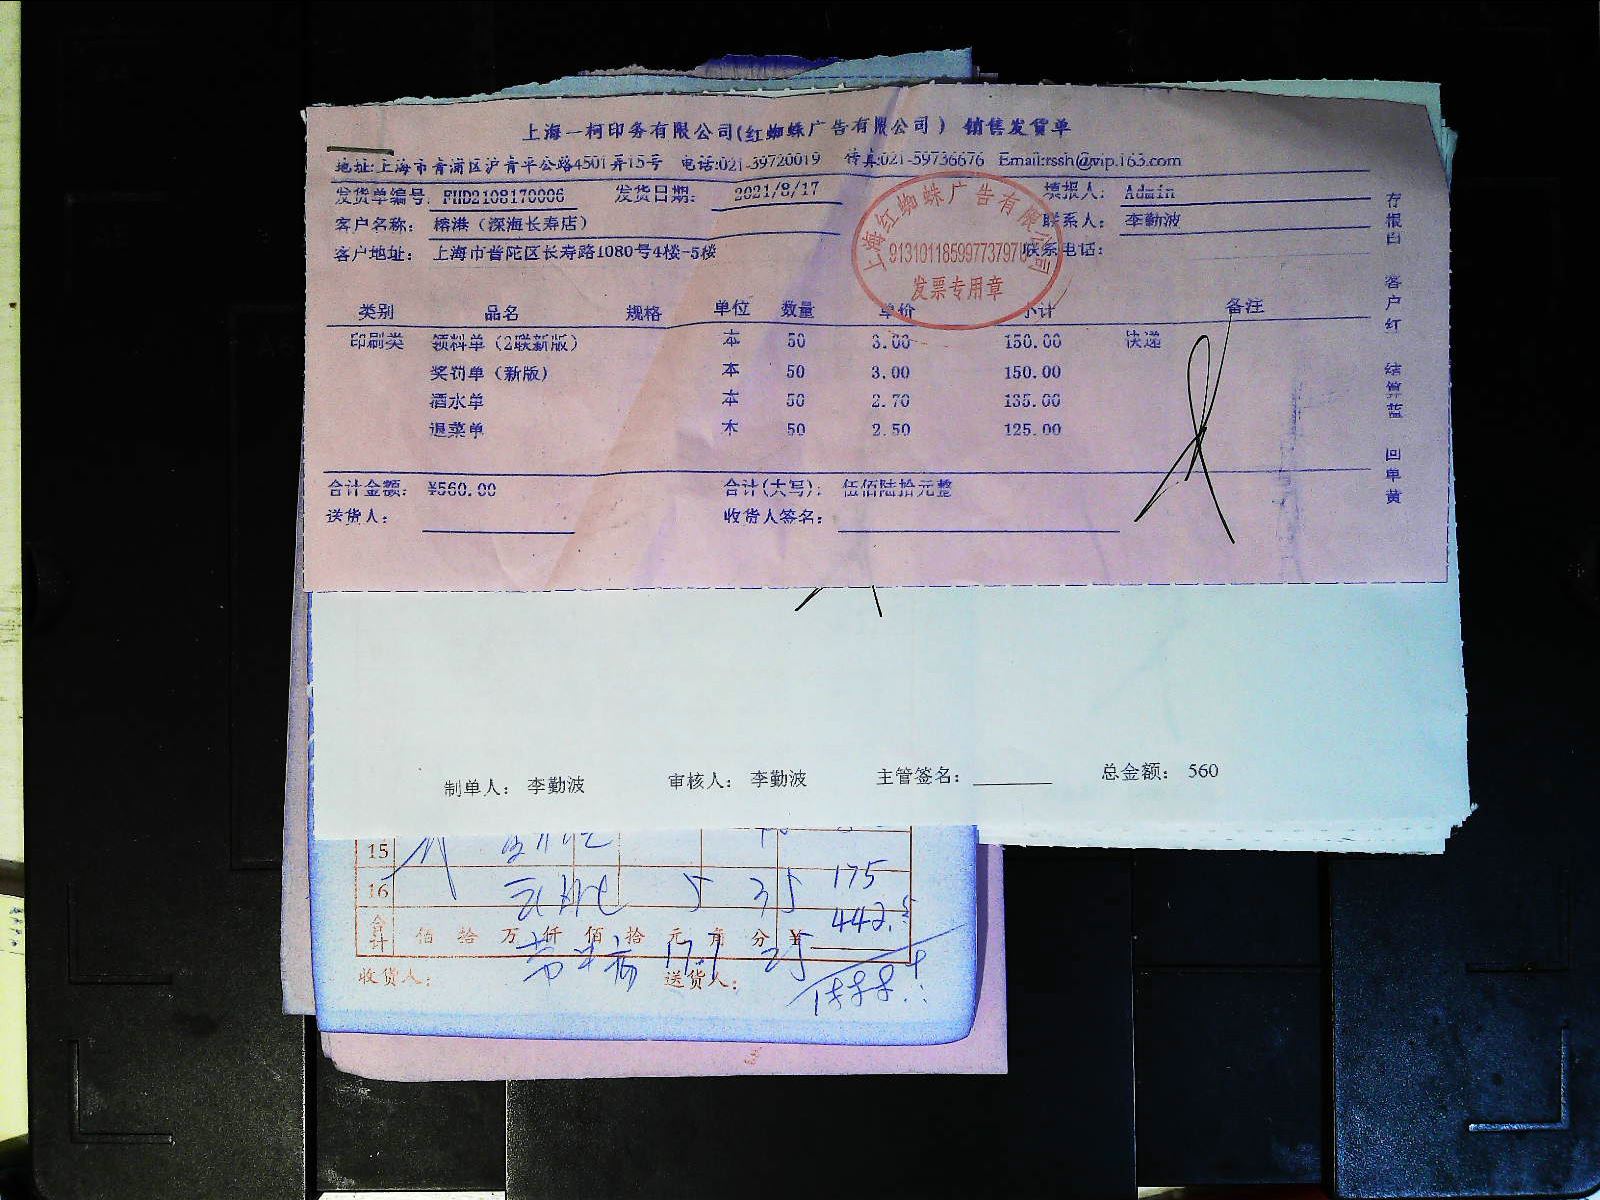 上海一柯印务有限公司(红蜘蛛广告有限公司) 销售发货单
地址:上海市青浦区沪青平公路4501弄15号 电话:021-39720019 传真:021-59736676 Email:rssh@vip.163.com
发货单编号: FHD2108170006 发货日期: 2021/8/17 填报人: Admin
客户名称: 榕港(深海长寿店) 联系人: 李勤波
客户地址: 上海市普陀区长寿路1080号4楼-5楼 联系电话:
上海红蜘蛛广告有限公司
发票专用章
类别 品名 规格 单位 数量 单价 小计 备注
印刷类 领料单(2联新版) 本 50 3.00 150.00 快递
奖罚单(新版) 本 50 3.00 150.00
酒水单 本 50 2.70 135.00
退菜单 本 50 2.50 125.00
合计金额: ¥560.00 合计(大写): 伍佰陆拾元整
送货人: 收货人签名:
存根白 客户红 结算蓝 回单黄
制单人: 李勤波 审核人: 李勤波 主管签名: 总金额: 560
15
16 5 35 175
合计 佰 拾 万 仟 佰 拾 元 角 分 ¥ 442.5
收货人: 送货人: